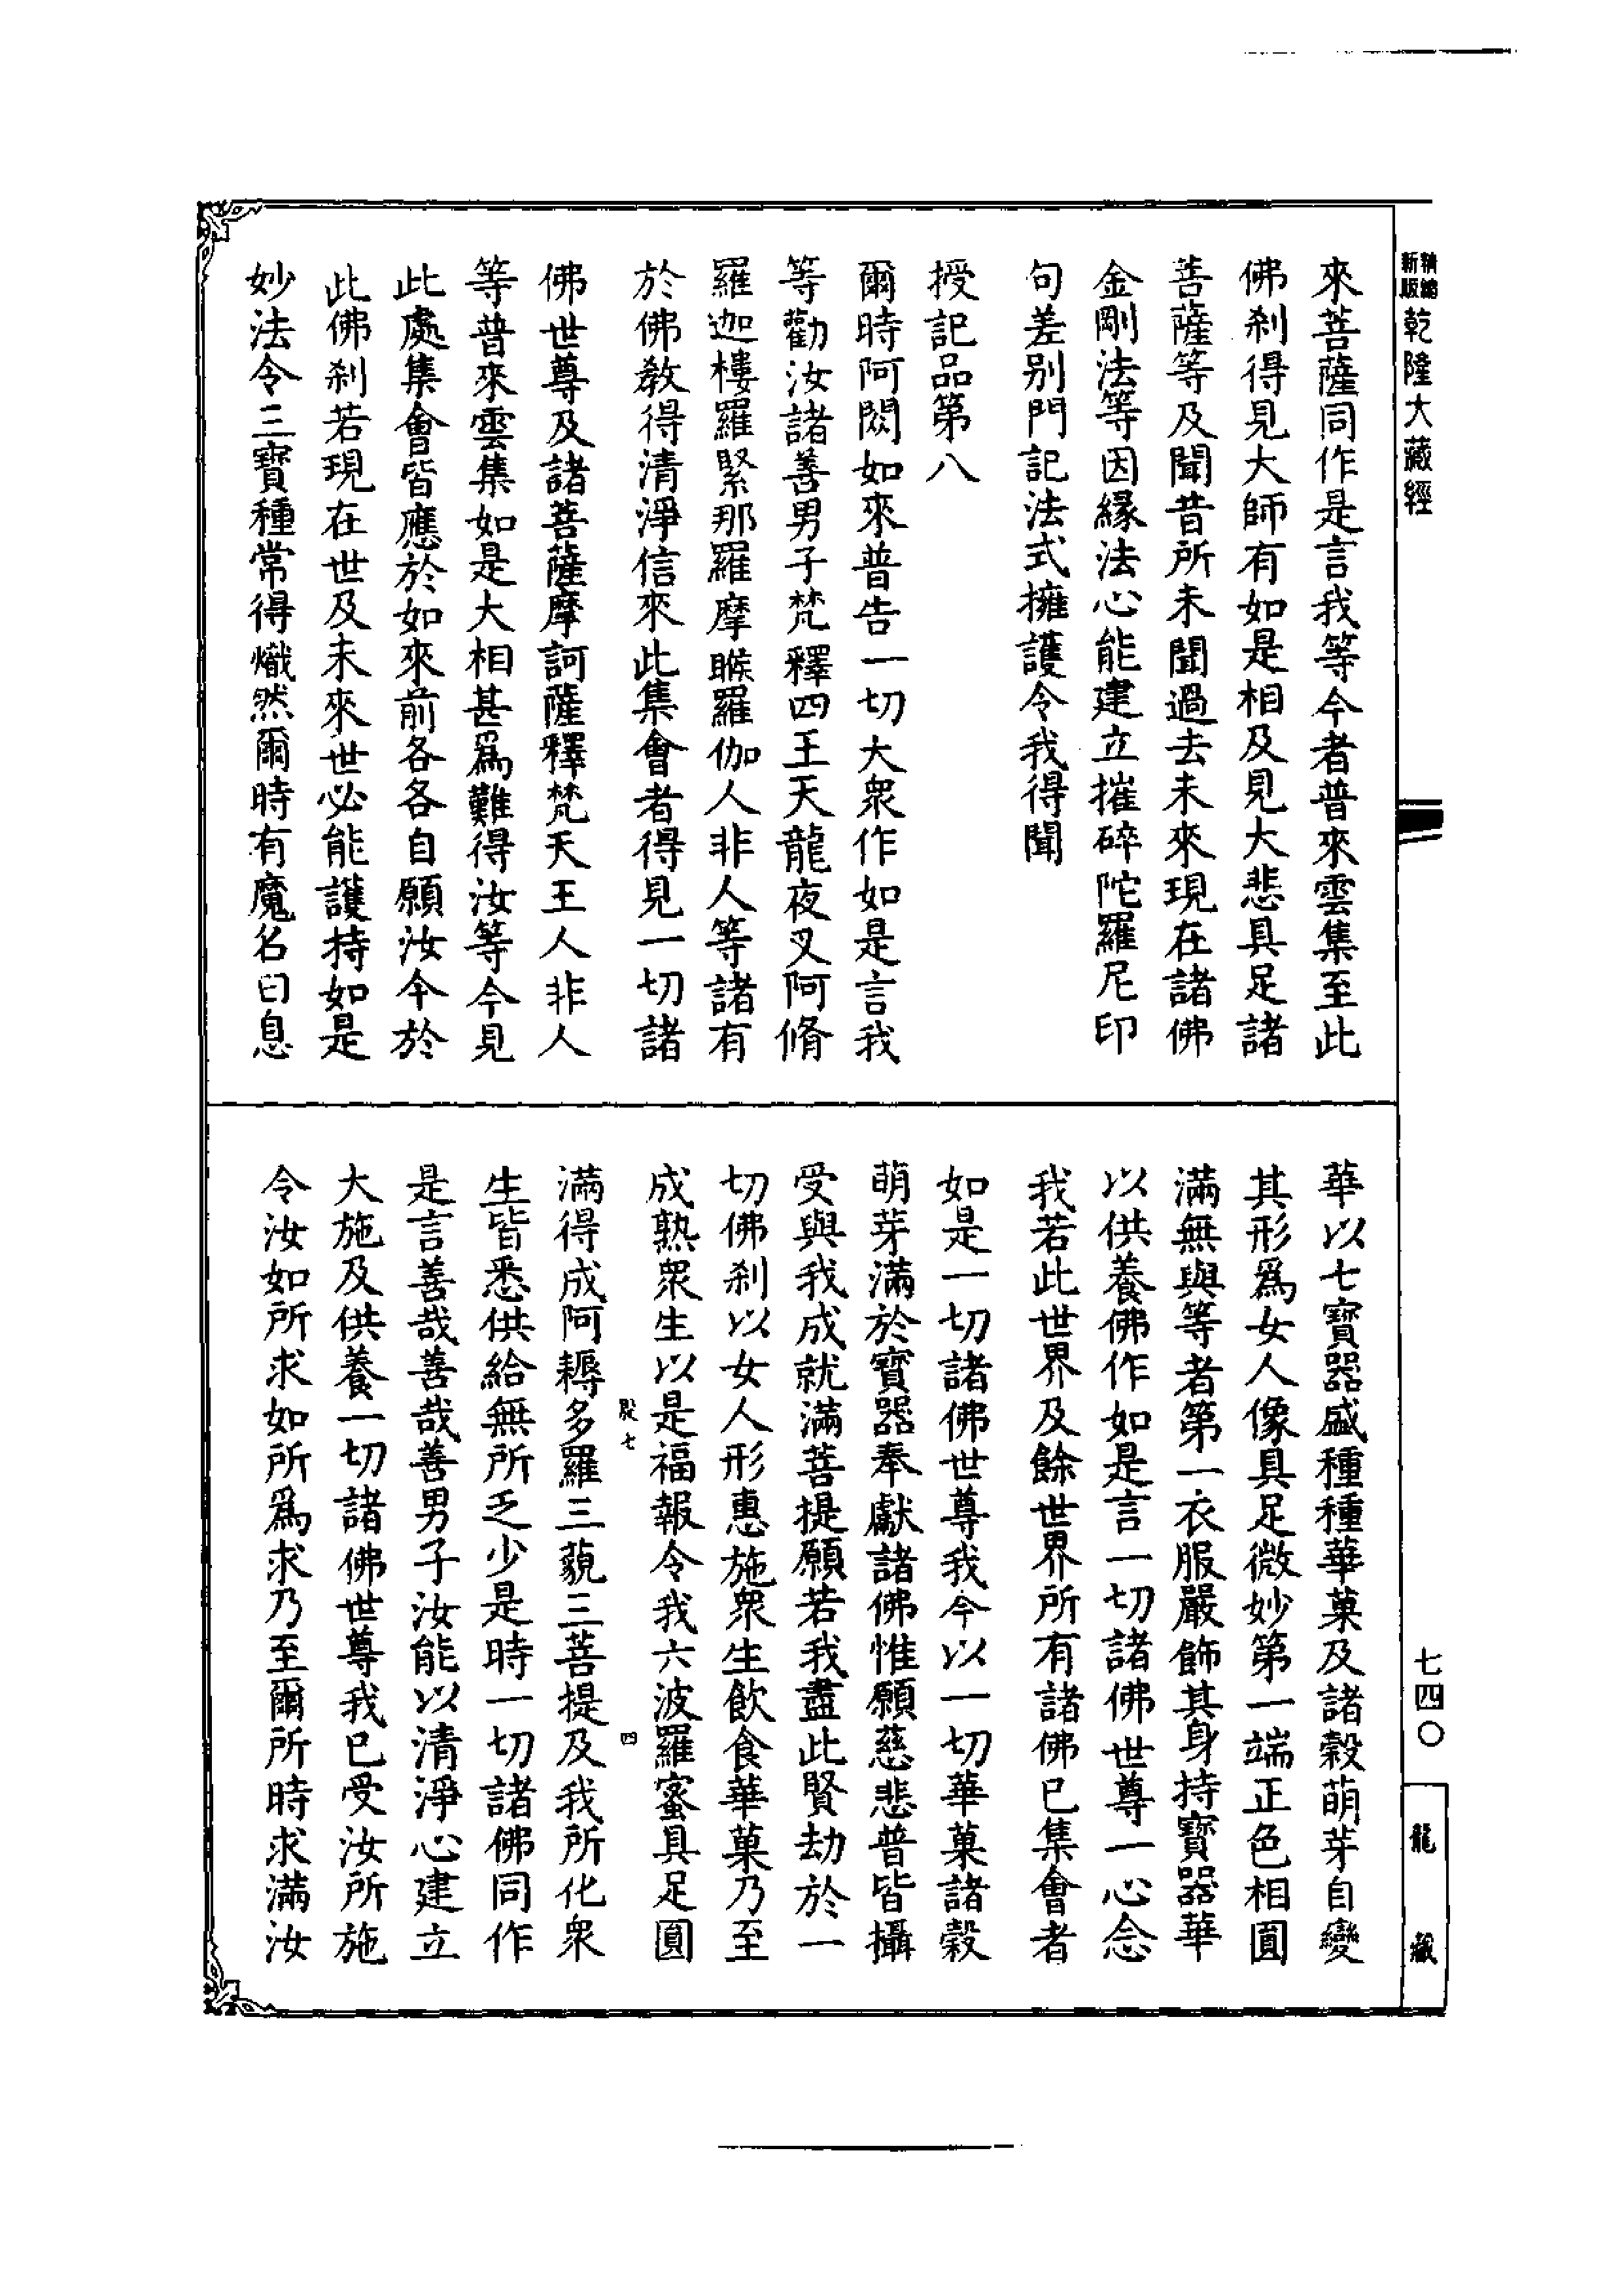 精縮
新版
乾隆大藏經
來菩薩同作是言我等今者普來雲集至此
佛刹得見大師有如是相及見大悲具足諸
菩薩等及聞昔所未聞過去未來現在諸佛
金剛法等因緣法心能建立摧碎陀羅尼印
句差别門記法式擁護令我得聞
授記品第八
爾時阿閦如來普告一切大衆作如是言我
等勸汝諸善男子梵釋四王天龍夜叉阿脩
羅迦樓羅緊那羅摩睺羅伽人非人等諸有
於佛教得清淨信來此集會者得見一切諸
佛世尊及諸菩薩摩訶薩釋梵天王人非人
等普來雲集如是大相甚爲難得汝等今見
此處集會皆應於如來前各各自願汝今於
此佛刹若現在世及未來世必能護持如是
妙法令三寶種常得熾然爾時有魔名曰息
華以七寶器盛種種華菓及諸穀萌芽自變
其形爲女人像具足微妙第一端正色相圓
滿無與等者第一衣服嚴飾其身持寶器華
以供養佛作如是言一切諸佛世尊一心念
我若此世界及餘世界所有諸佛已集會者
如是一切諸佛世尊我今以一切華菓諸穀
萌芽滿於寶器奉獻諸佛惟願慈悲普皆攝
受與我成就滿菩提願若我盡此賢劫於一
切佛刹以女人形惠施衆生飲食華菓乃至
成熟衆生以是福報令我六波羅蜜具足圓
四
滿得成阿耨多羅三藐三菩提及我所化衆
生皆悉供給無所乏少是時一切諸佛同作
是言善哉善哉善男子汝能以清淨心建立
大施及供養一切諸佛世尊我已受汝所施
令汝如所求如所爲求乃至爾所時求滿汝
七四〇
龍藏